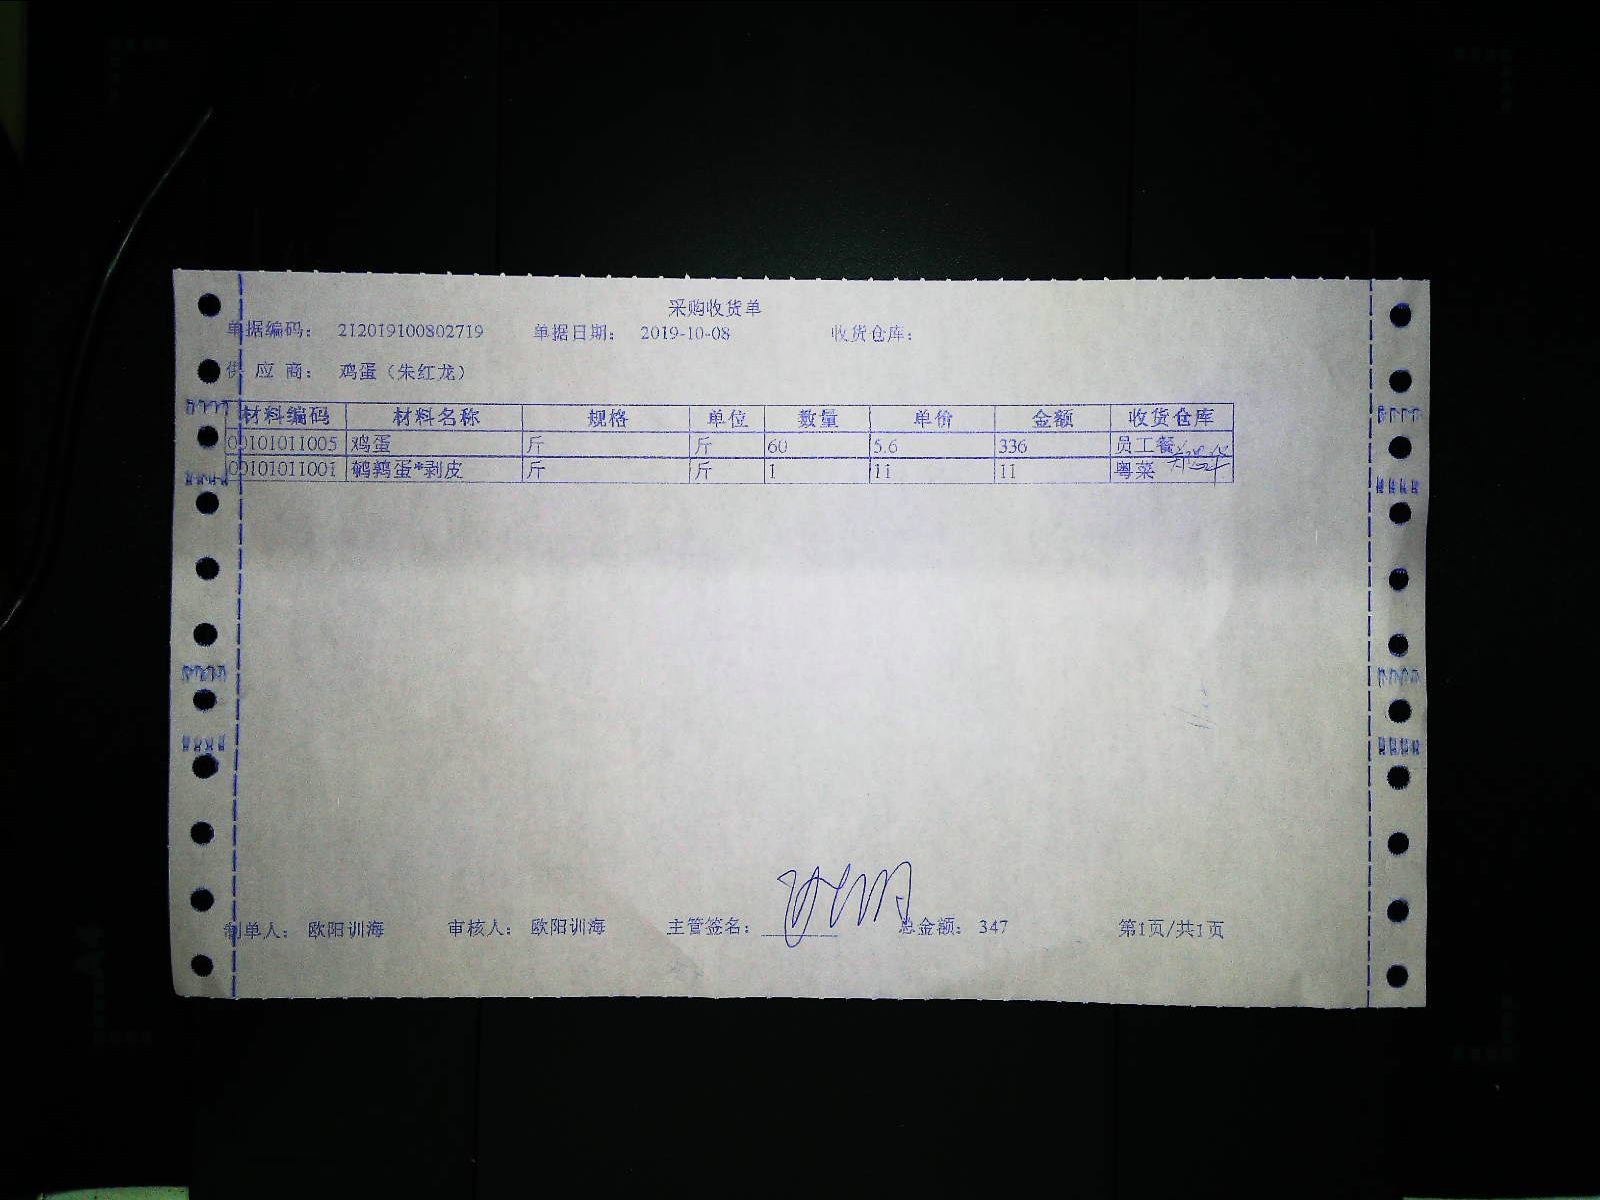 采购收货单
单据编码： 212019100802719 单据日期： 2019-10-08 收货仓库：
供 应 商： 鸡蛋（朱红龙）
材料编码 材料名称 规格 单位 数量 单价 金额 收货仓库
00101011005 鸡蛋 斤 斤 60 5.6 336 员工餐
00101011001 鹌鹑蛋*剥皮 斤 斤 1 11 11 粤菜
制单人： 欧阳训海 审核人： 欧阳训海 主管签名： 总金额： 347 第1页/共1页